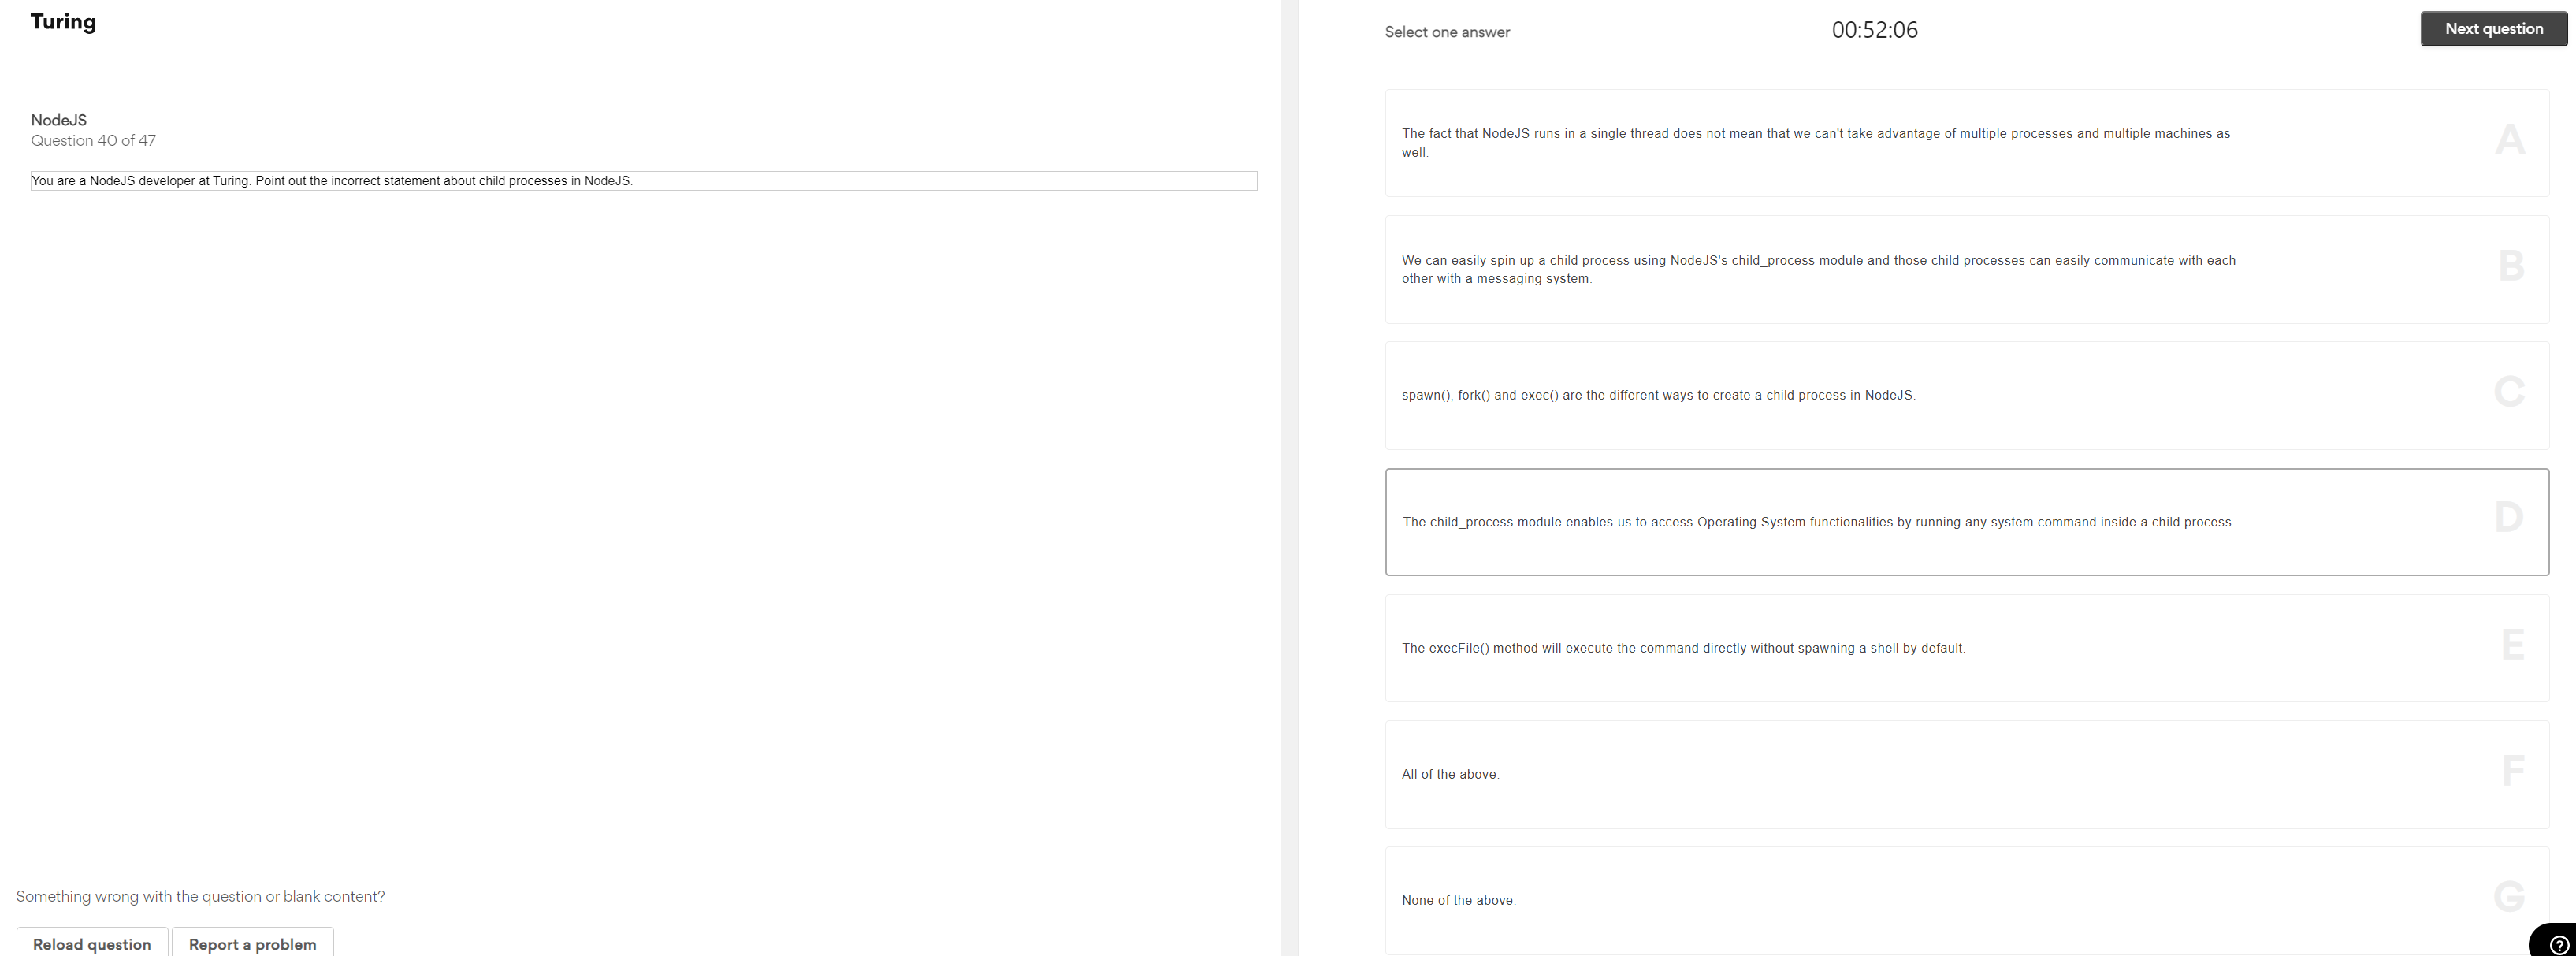 Turing
Select one answer
00:52:06
Next question
NodeJS
Question 40 of 47
You are a NodeJS developer at Turing. Point out the incorrect statement about child processes in NodeJS.
The fact that NodeJS runs in a single thread does not mean that we can't take advantage of multiple processes and multiple machines as
well.
A
We can easily spin up a child process using NodeJS's child_process module and those child processes can easily communicate with each
other with a messaging system.
B
spawn(), fork() and exec() are the different ways to create a child process in NodeJS.
C
The child_process module enables us to access Operating System functionalities by running any system command inside a child process.
D
The execFile() method will execute the command directly without spawning a shell by default.
E
All of the above.
F
None of the above.
G
Something wrong with the question or blank content?
Reload question
Report a problem
?